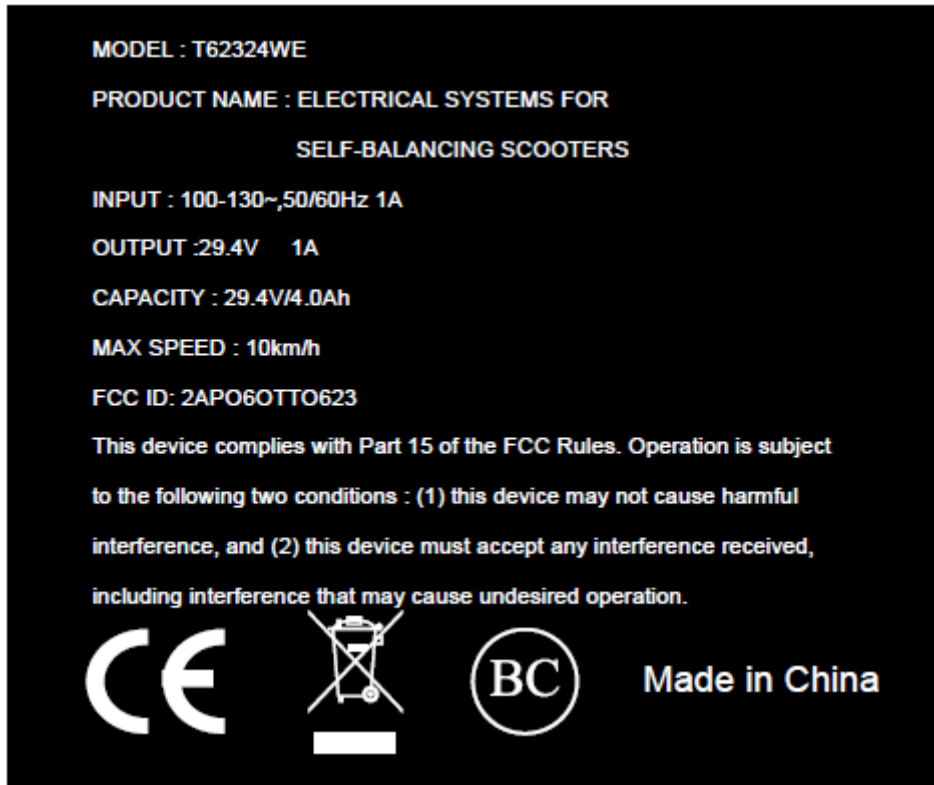 MODEL : T62324WE
PRODUCT NAME : ELECTRICAL SYSTEMS FOR
SELF-BALANCING SCOOTERS
INPUT : 100-130~,50/60Hz 1A
OUTPUT :29.4V 1A
CAPACITY : 29.4V/4.0Ah
MAX SPEED : 10km/h
FCC ID: 2APO6OTTO623
This device complies with Part 15 of the FCC Rules. Operation is subject
to the following two conditions : (1) this device may not cause harmful
interference, and (2) this device must accept any interference received,
including interference that may cause undesired operation.
CE BC Made in China